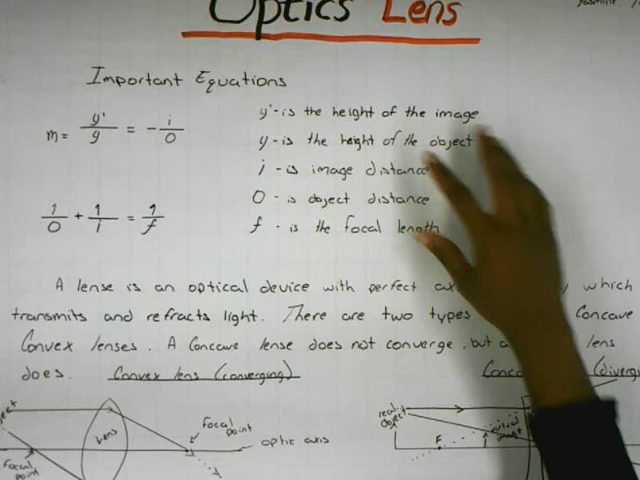 Optics Lens
Important Equations
m = y'/y = - i/o
y' - is the height of the image
y - is the height of the object
i - is image distance
O - is object distance
f - is the focal length
1/O + 1/i = 1/f
A lense is an optical device with perfect which
transmits and refracts light. There are two types Concave
Convex lenses. A Concave lense does not converge, but lens
does. Convex lens (converging)
Lens
focal point
optic axis
focal point
real object
F